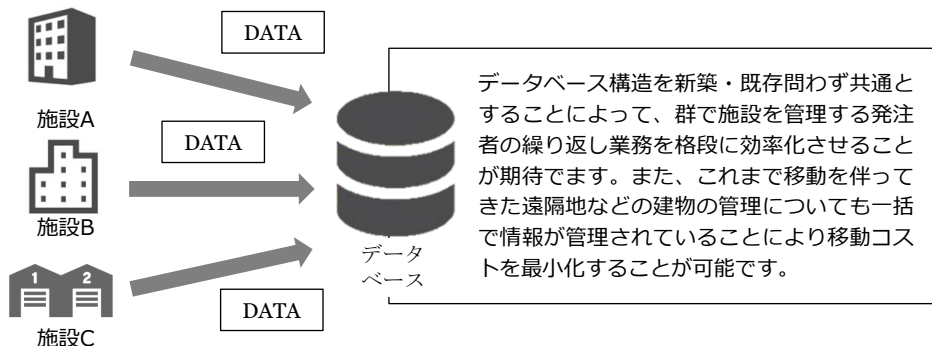 DATA
施設A
DATA
施設B
DATA
1 2
施設C
データ
ベース
データベース構造を新築・既存問わず共通と
することによって、群で施設を管理する発注
者の繰り返し業務を格段に効率化させること
が期待でます。また、これまで移動を伴って
きた遠隔地などの建物の管理についても一括
で情報が管理されていることにより移動コス
トを最小化することが可能です。